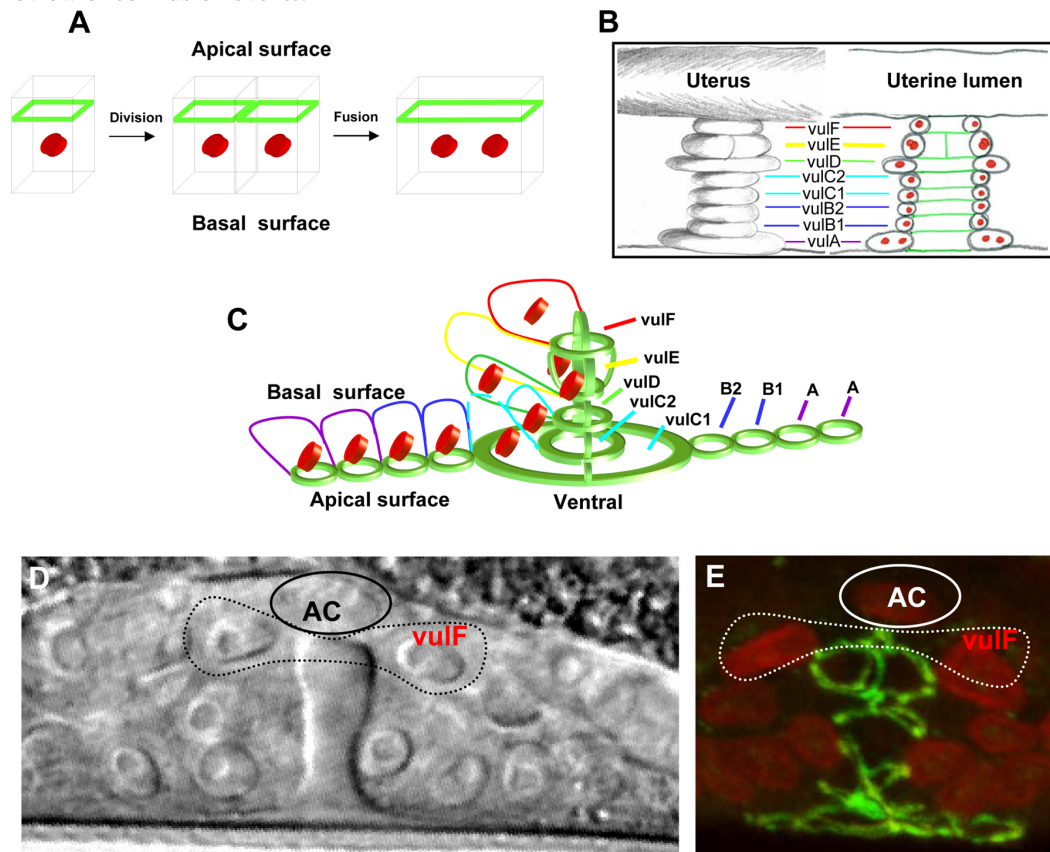 A
Apical surface
Division
Fusion
Basal surface
B
Uterus
Uterine lumen
vulF
vulE
vulD
vulC2
vulC1
vulB2
vulB1
vulA
C
vulF
vulE
vulD
vulC2
vulC1
B2
B1
A
A
Basal surface
Apical surface
Ventral
D
AC
vulF
E
AC
vulF